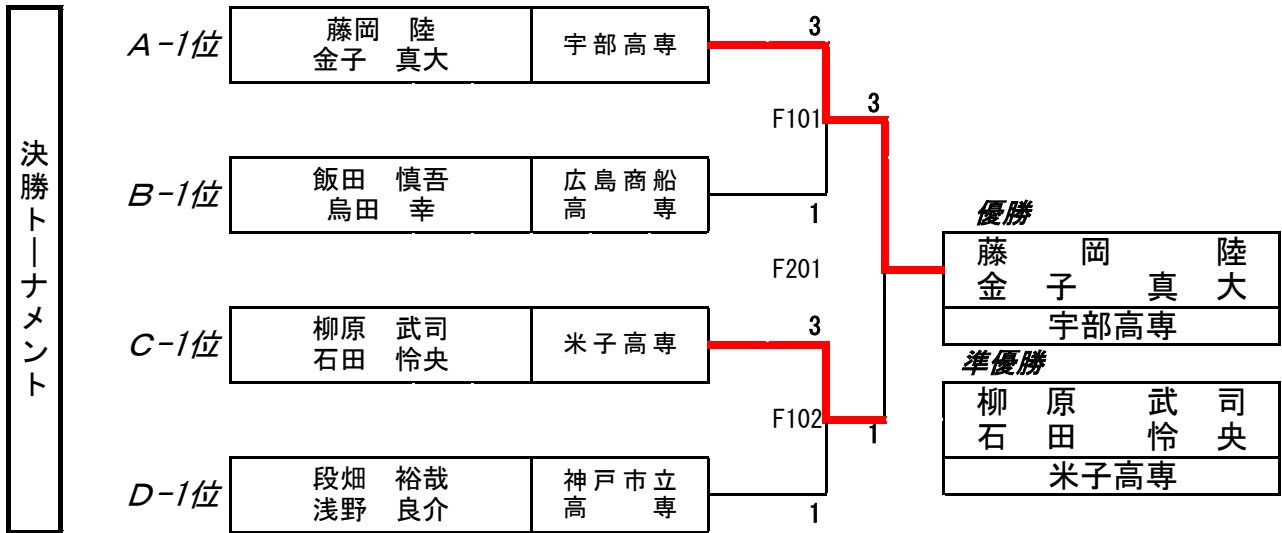 決勝トーナメント
A-1位
藤岡 陸
金子 真大
宇部高専
3
F101
3
B-1位
飯田 慎吾
烏田 幸
広島商船
高専
1
F201
C-1位
柳原 武司
石田 怜央
米子高専
3
F102
1
D-1位
段畑 裕哉
浅野 良介
神戸市立
高専
1
優勝
藤岡陸
金子真大
宇部高専
準優勝
柳原武司
石田怜央
米子高専